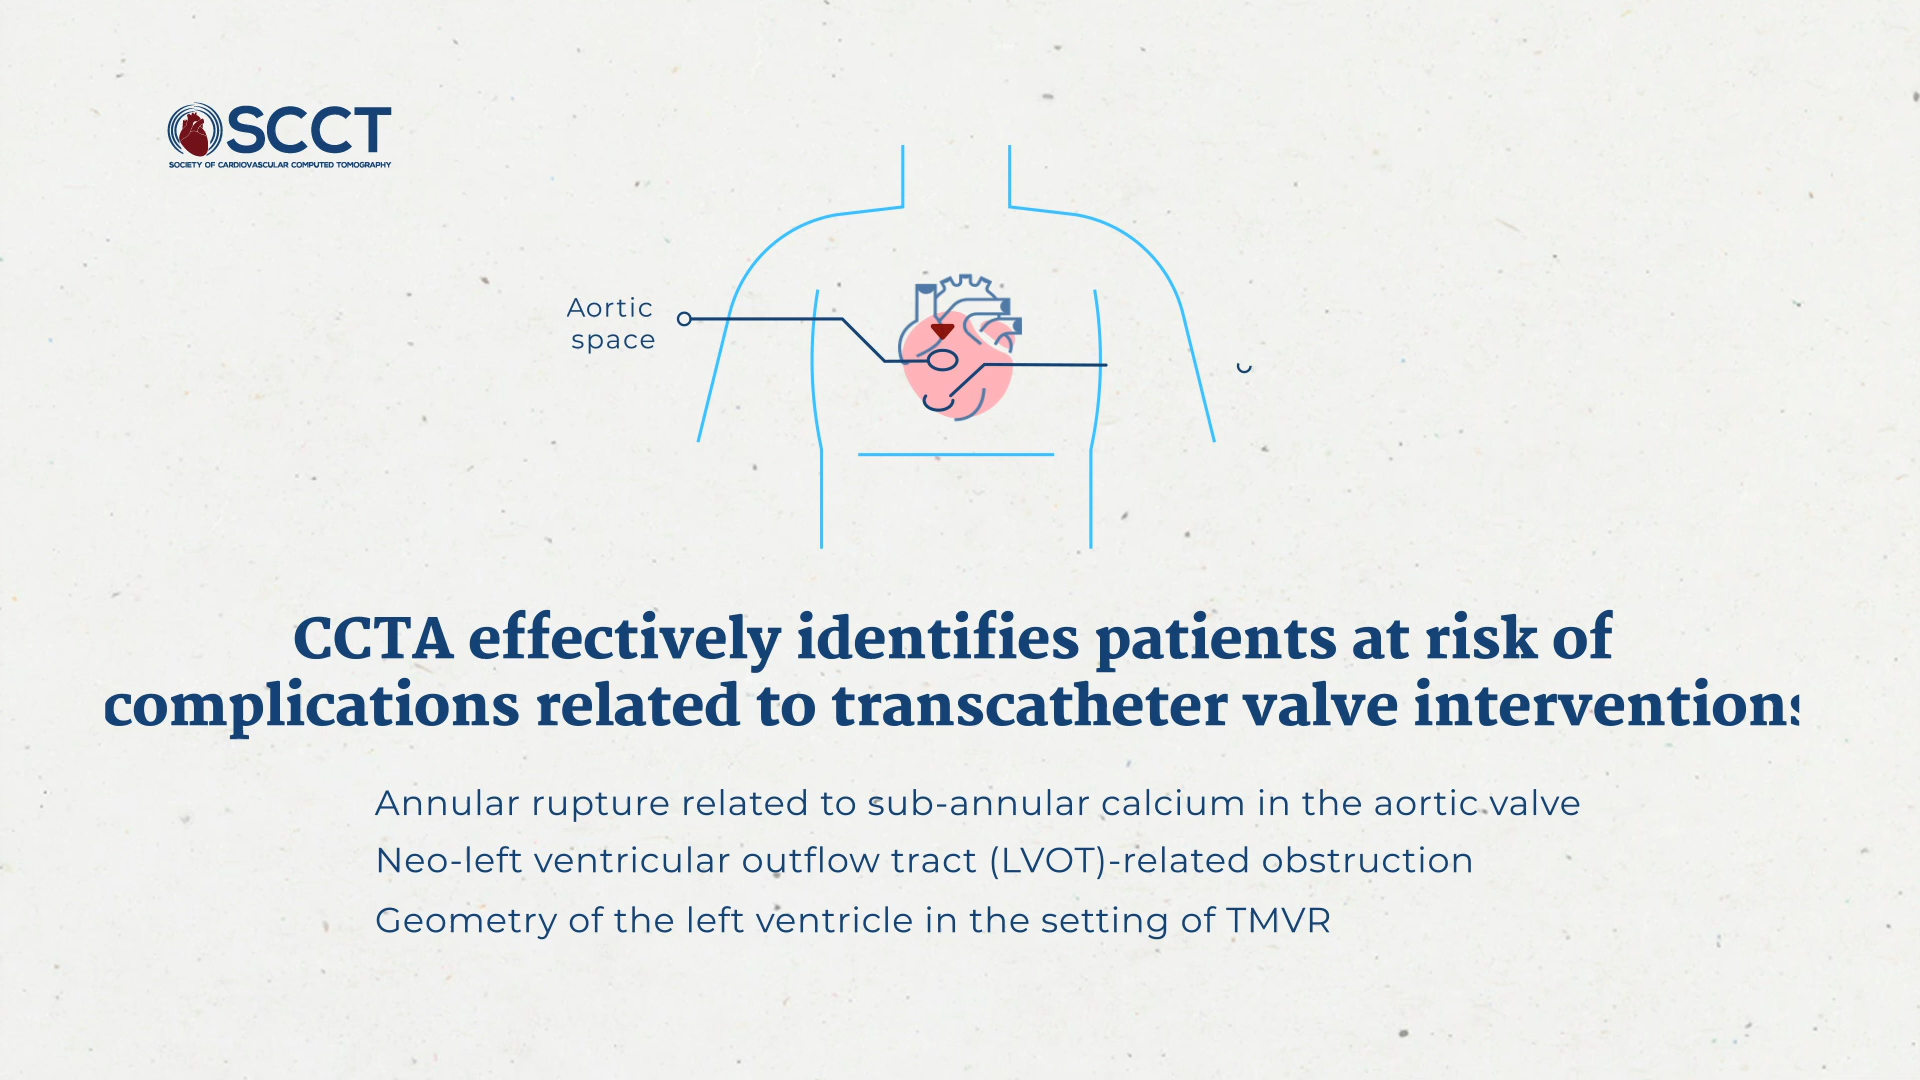 SCCT
SOCIETY OF CARDIOVASCULAR COMPUTED TOMOGRAPHY
Aortic
space
CCTA effectively identifies patients at risk of
complications related to transcatheter valve interventions
Annular rupture related to sub-annular calcium in the aortic valve
Neo-left ventricular outflow tract (LVOT)-related obstruction
Geometry of the left ventricle in the setting of TMVR